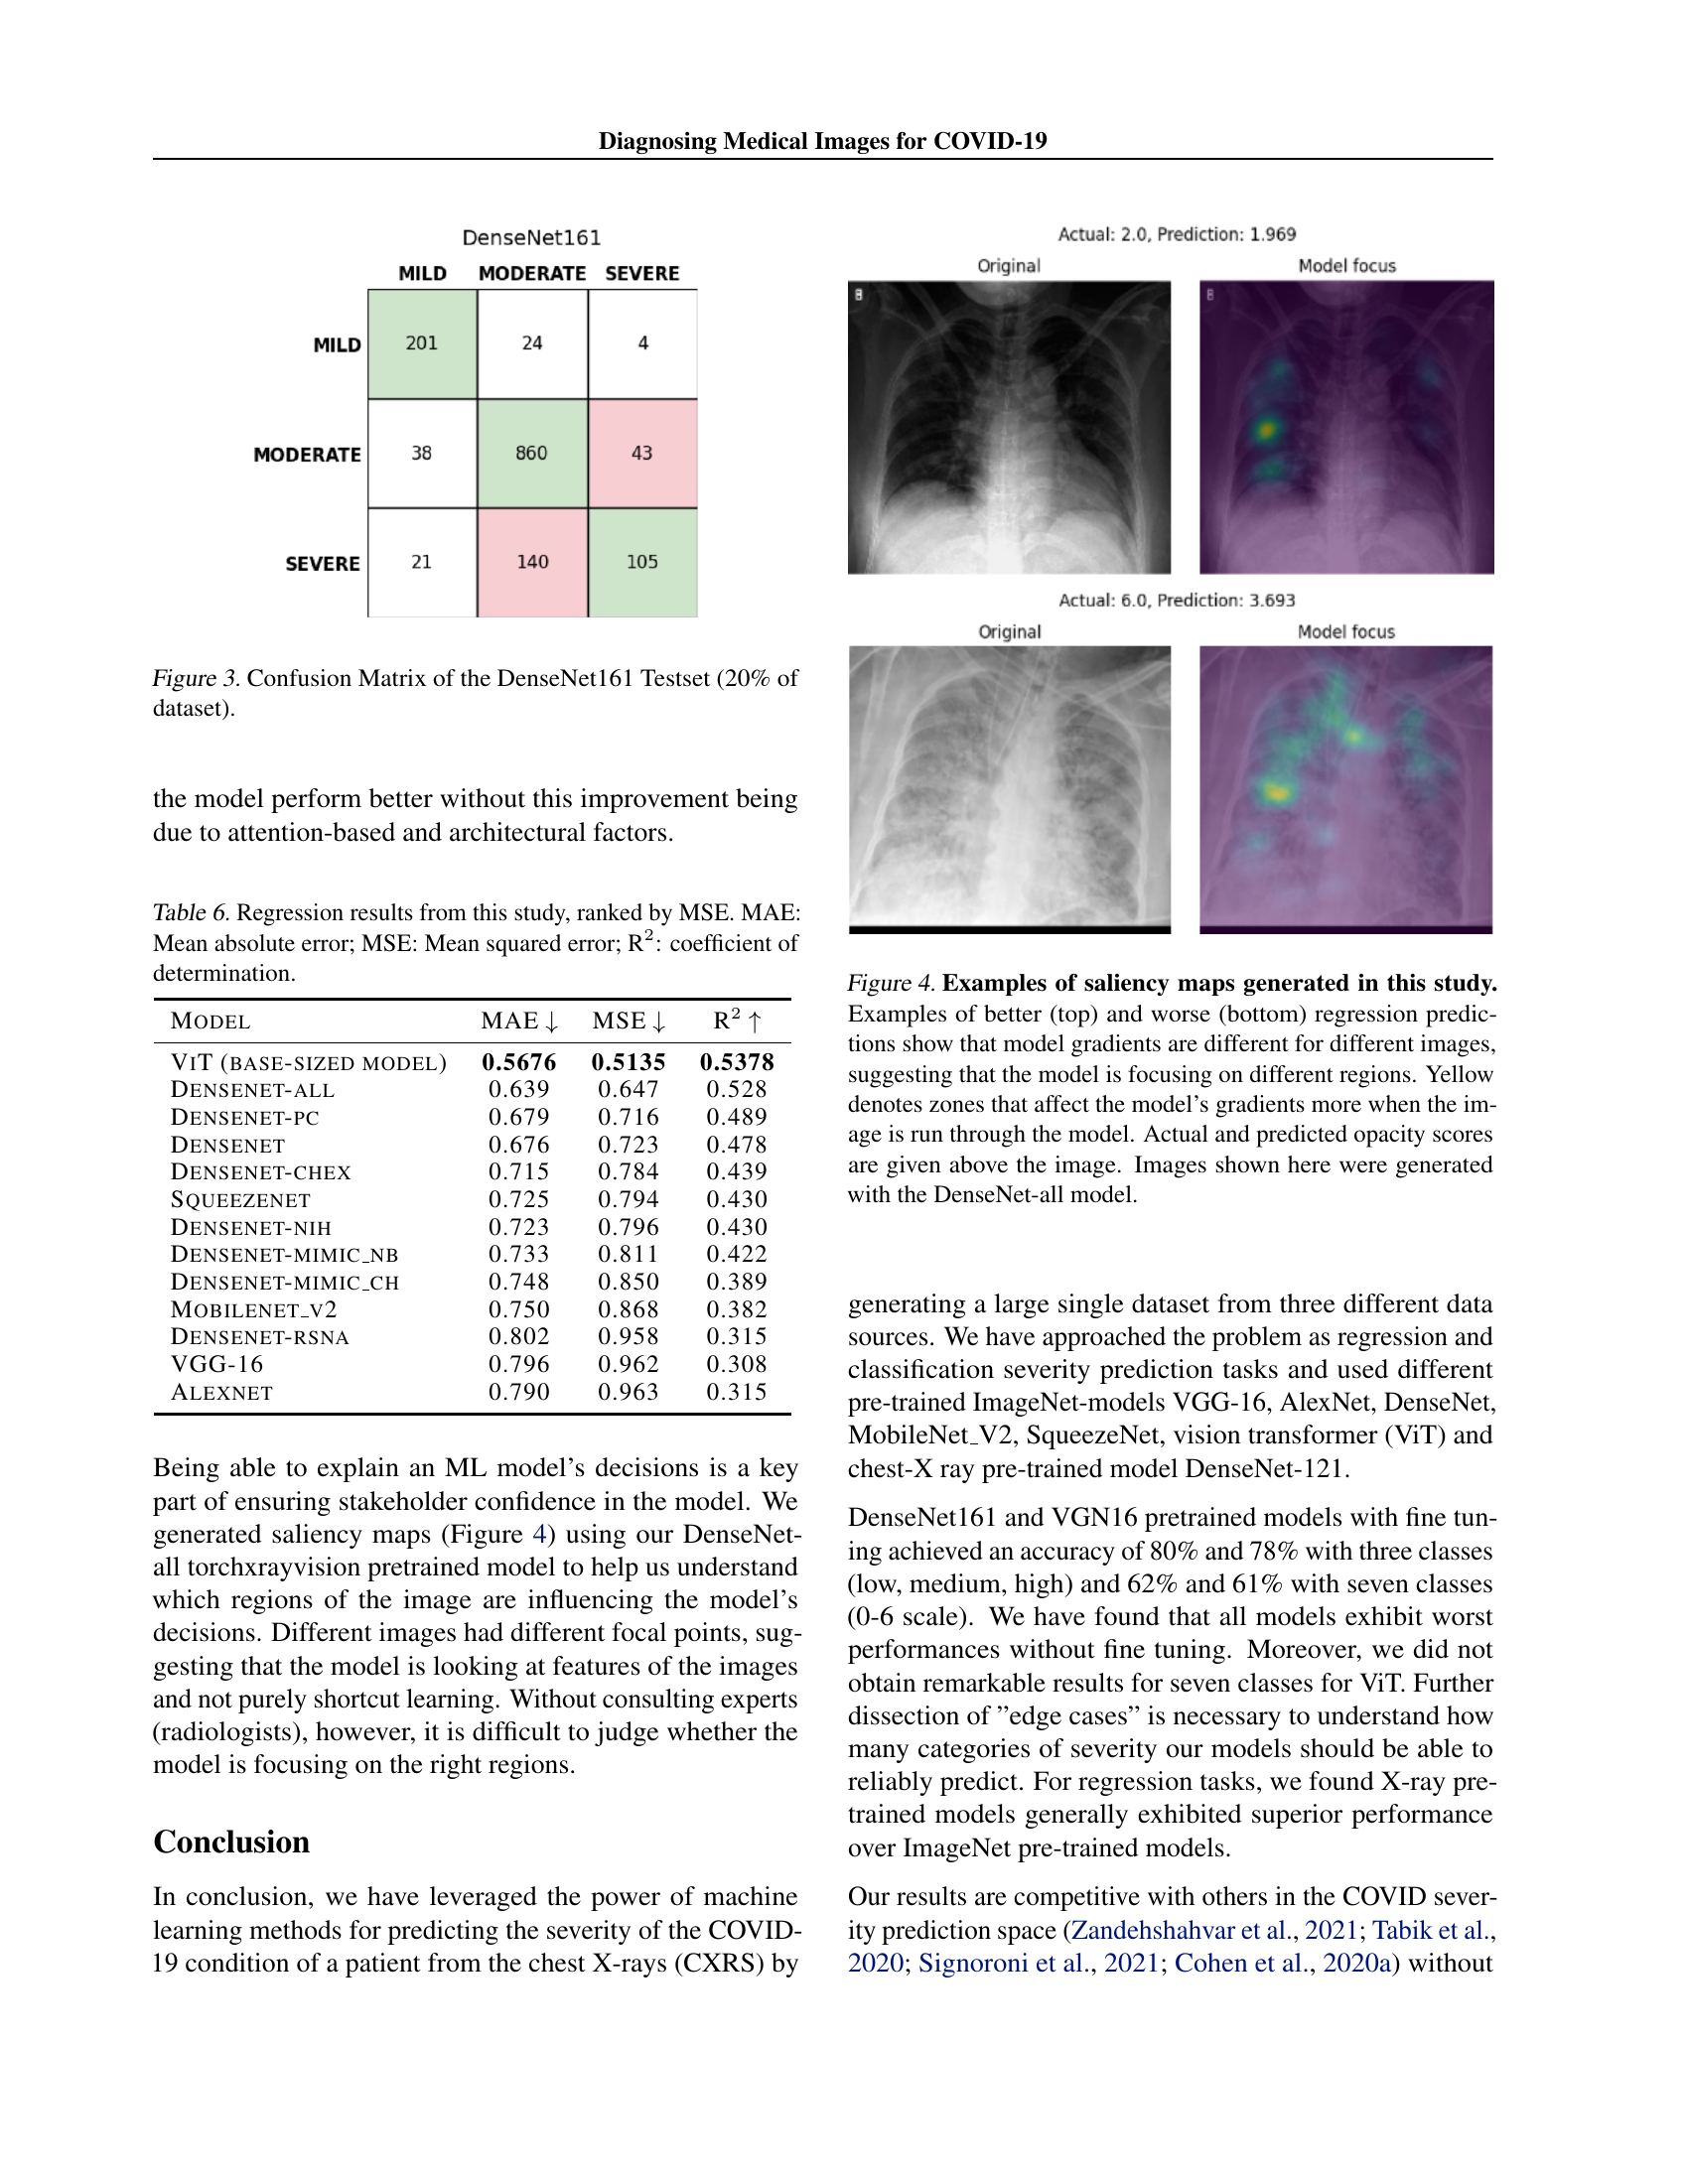 Diagnosing Medical Images for COVID-19
DenseNet161
MILD MODERATE SEVERE
MILD 201 24 4
MODERATE 38 860 43
SEVERE 21 140 105
Figure 3. Confusion Matrix of the DenseNet161 Testset (20% of
dataset).
the model perform better without this improvement being
due to attention-based and architectural factors.
Table 6. Regression results from this study, ranked by MSE. MAE:
Mean absolute error; MSE: Mean squared error; R²: coefficient of
determination.
MODEL MAE ↓ MSE ↓ R² ↑
VIT (BASE-SIZED MODEL) 0.5676 0.5135 0.5378
DENSENET-ALL 0.639 0.647 0.528
DENSENET-PC 0.679 0.716 0.489
DENSENET 0.676 0.723 0.478
DENSENET-CHEX 0.715 0.784 0.439
SQUEEZENET 0.725 0.794 0.430
DENSENET-NIH 0.723 0.796 0.430
DENSENET-MIMIC_NB 0.733 0.811 0.422
DENSENET-MIMIC_CH 0.748 0.850 0.389
MOBILENET_V2 0.750 0.868 0.382
DENSENET-RSNA 0.802 0.958 0.315
VGG-16 0.796 0.962 0.308
ALEXNET 0.790 0.963 0.315
Being able to explain an ML model's decisions is a key
part of ensuring stakeholder confidence in the model. We
generated saliency maps (Figure 4) using our DenseNet-
all torchxrayvision pretrained model to help us understand
which regions of the image are influencing the model's
decisions. Different images had different focal points, sug-
gesting that the model is looking at features of the images
and not purely shortcut learning. Without consulting experts
(radiologists), however, it is difficult to judge whether the
model is focusing on the right regions.
Conclusion
In conclusion, we have leveraged the power of machine
learning methods for predicting the severity of the COVID-
19 condition of a patient from the chest X-rays (CXRS) by
Actual: 2.0, Prediction: 1.969
Original Model focus
Actual: 6.0, Prediction: 3.693
Original Model focus
Figure 4. Examples of saliency maps generated in this study.
Examples of better (top) and worse (bottom) regression predic-
tions show that model gradients are different for different images,
suggesting that the model is focusing on different regions. Yellow
denotes zones that affect the model's gradients more when the im-
age is run through the model. Actual and predicted opacity scores
are given above the image. Images shown here were generated
with the DenseNet-all model.
generating a large single dataset from three different data
sources. We have approached the problem as regression and
classification severity prediction tasks and used different
pre-trained ImageNet-models VGG-16, AlexNet, DenseNet,
MobileNet_V2, SqueezeNet, vision transformer (ViT) and
chest-X ray pre-trained model DenseNet-121.
DenseNet161 and VGN16 pretrained models with fine tun-
ing achieved an accuracy of 80% and 78% with three classes
(low, medium, high) and 62% and 61% with seven classes
(0-6 scale). We have found that all models exhibit worst
performances without fine tuning. Moreover, we did not
obtain remarkable results for seven classes for ViT. Further
dissection of ”edge cases” is necessary to understand how
many categories of severity our models should be able to
reliably predict. For regression tasks, we found X-ray pre-
trained models generally exhibited superior performance
over ImageNet pre-trained models.
Our results are competitive with others in the COVID sever-
ity prediction space (Zandehshahvar et al., 2021; Tabik et al.,
2020; Signoroni et al., 2021; Cohen et al., 2020a) without